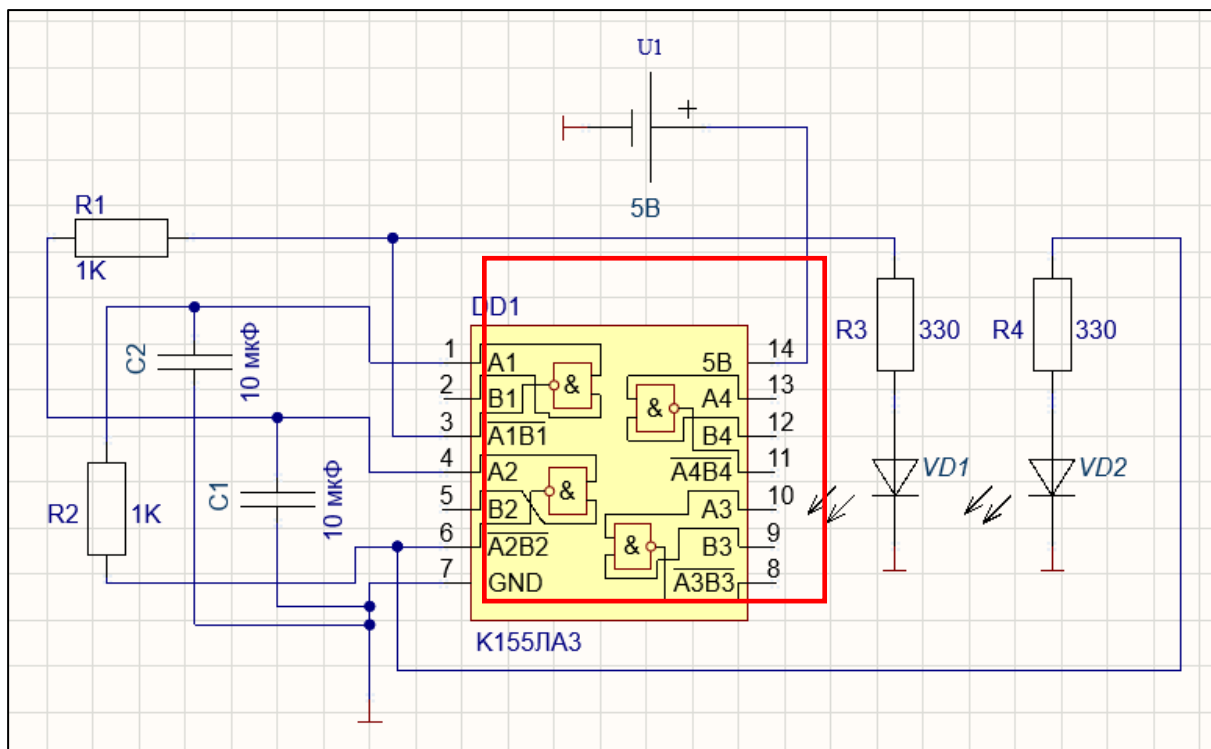 U1
+
5В
R1
1K
DD1
C2
10 мкФ
R3
330
R4
330
1
A1
&
5В
14
2
B1
&
A4
13
3
A1B1
B4
12
4
A2
A4B4
11
VD1
VD2
5
B2
&
A3
10
R2
1K
C1
10 мкФ
6
A2B2
&
B3
9
7
GND
A3B3
8
К155ЛА3